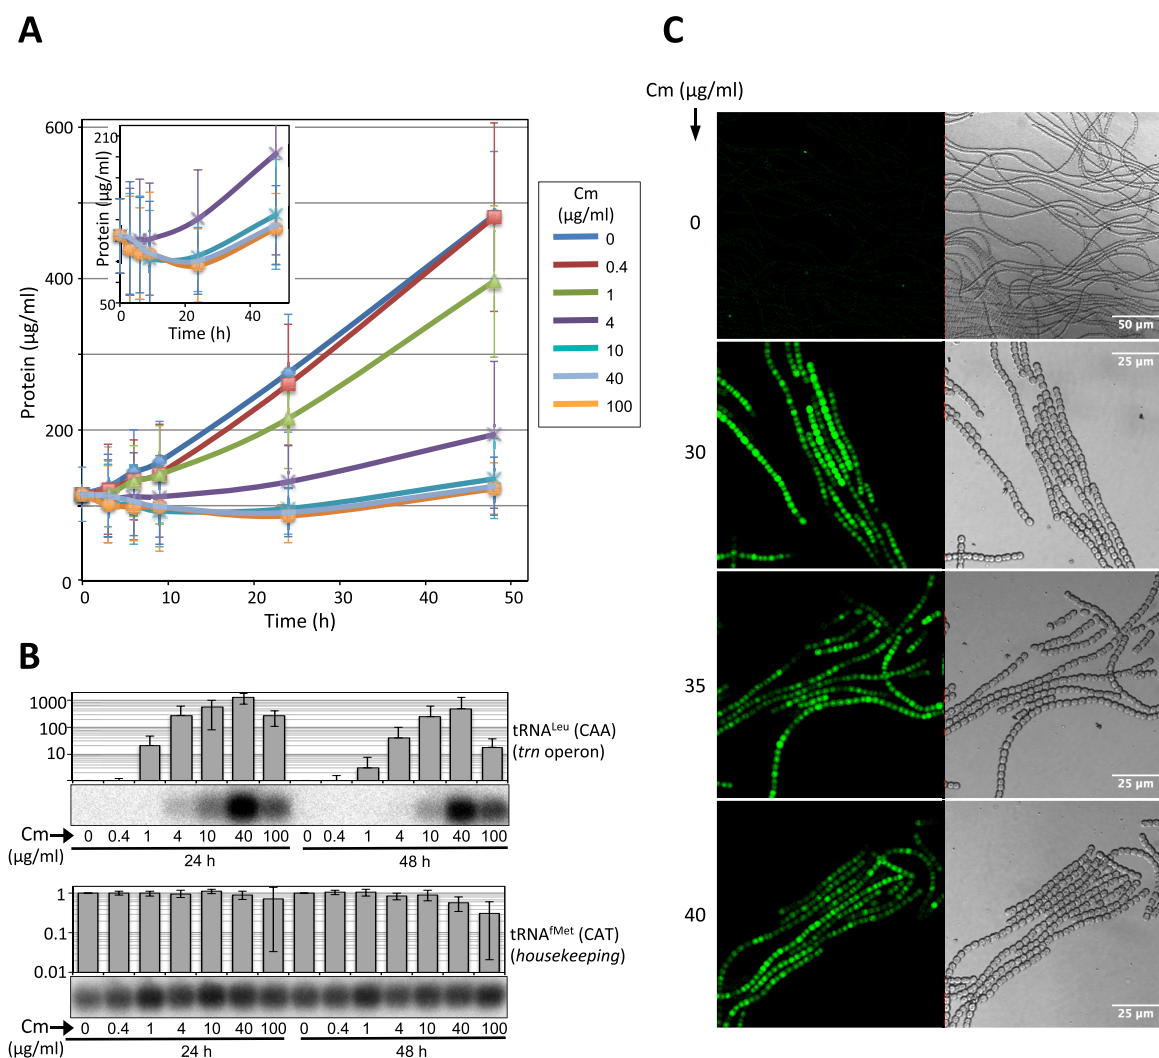 A
600
400
200
0
Protein (µg/ml)
0
10
20
30
40
50
Time (h)
210
50
Protein (µg/ml)
0
20
40
Time (h)
Cm
(µg/ml)
0
0.4
1
4
10
40
100
B
1000
100
10
tRNA^Leu (CAA)
(trn operon)
Cm
(µg/ml)
0 0.4 1 4 10 40 100 0 0.4 1 4 10 40 100
24 h 48 h
1
0.1
0.01
tRNA^fMet (CAT)
(housekeeping)
Cm
(µg/ml)
0 0.4 1 4 10 40 100 0 0.4 1 4 10 40 100
24 h 48 h
C
Cm (µg/ml)
0
50 µm
30
25 µm
35
25 µm
40
25 µm